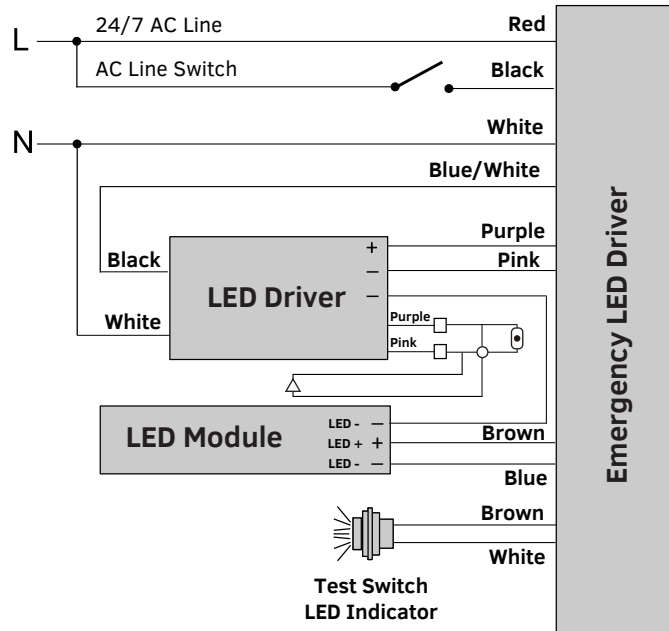 24/7 AC Line
Red
L
AC Line Switch
Black
White
N
Blue/White
Purple
+
Black
Pink
−
LED Driver
−
White
Purple
Pink
LED - −
LED Module
LED + +
Brown
LED - −
Blue
Brown
White
Test Switch
LED Indicator
Emergency LED Driver